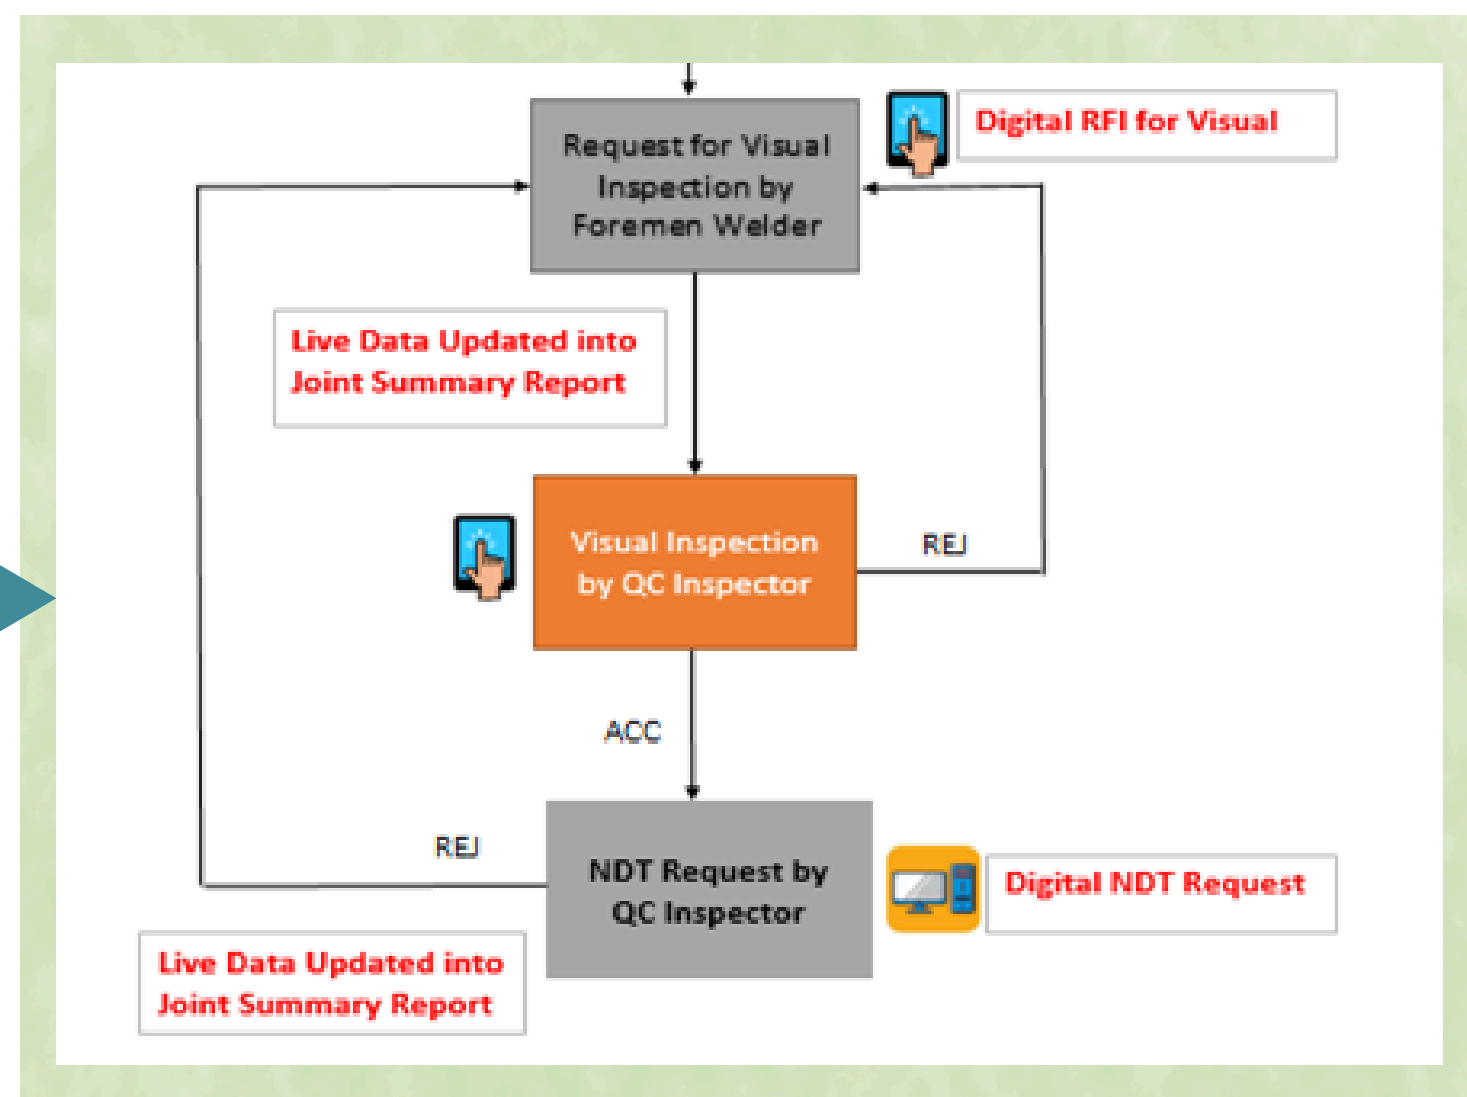 Request for Visual
Inspection by
Foremen Welder
Digital RFI for Visual
Live Data Updated into
Joint Summary Report
Visual Inspection
by QC Inspector
REJ
ACC
REJ
NDT Request by
QC Inspector
Digital NDT Request
Live Data Updated into
Joint Summary Report